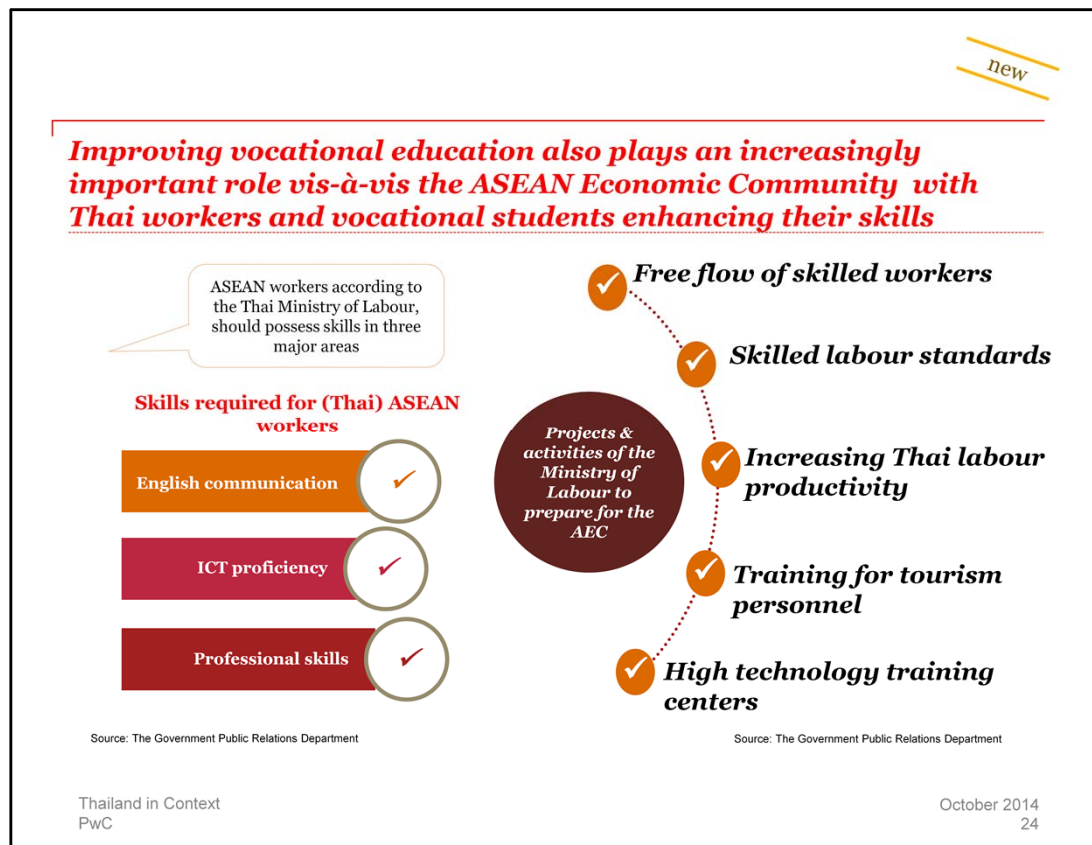 new
Improving vocational education also plays an increasingly
important role vis-à-vis the ASEAN Economic Community with
Thai workers and vocational students enhancing their skills
ASEAN workers according to
the Thai Ministry of Labour,
should possess skills in three
major areas
Skills required for (Thai) ASEAN
workers
English communication
ICT proficiency
Professional skills
Source: The Government Public Relations Department
Projects &
activities of the
Ministry of
Labour to
prepare for the
AEC
Free flow of skilled workers
Skilled labour standards
Increasing Thai labour
productivity
Training for tourism
personnel
High technology training
centers
Source: The Government Public Relations Department
Thailand in Context
PwC
October 2014
24